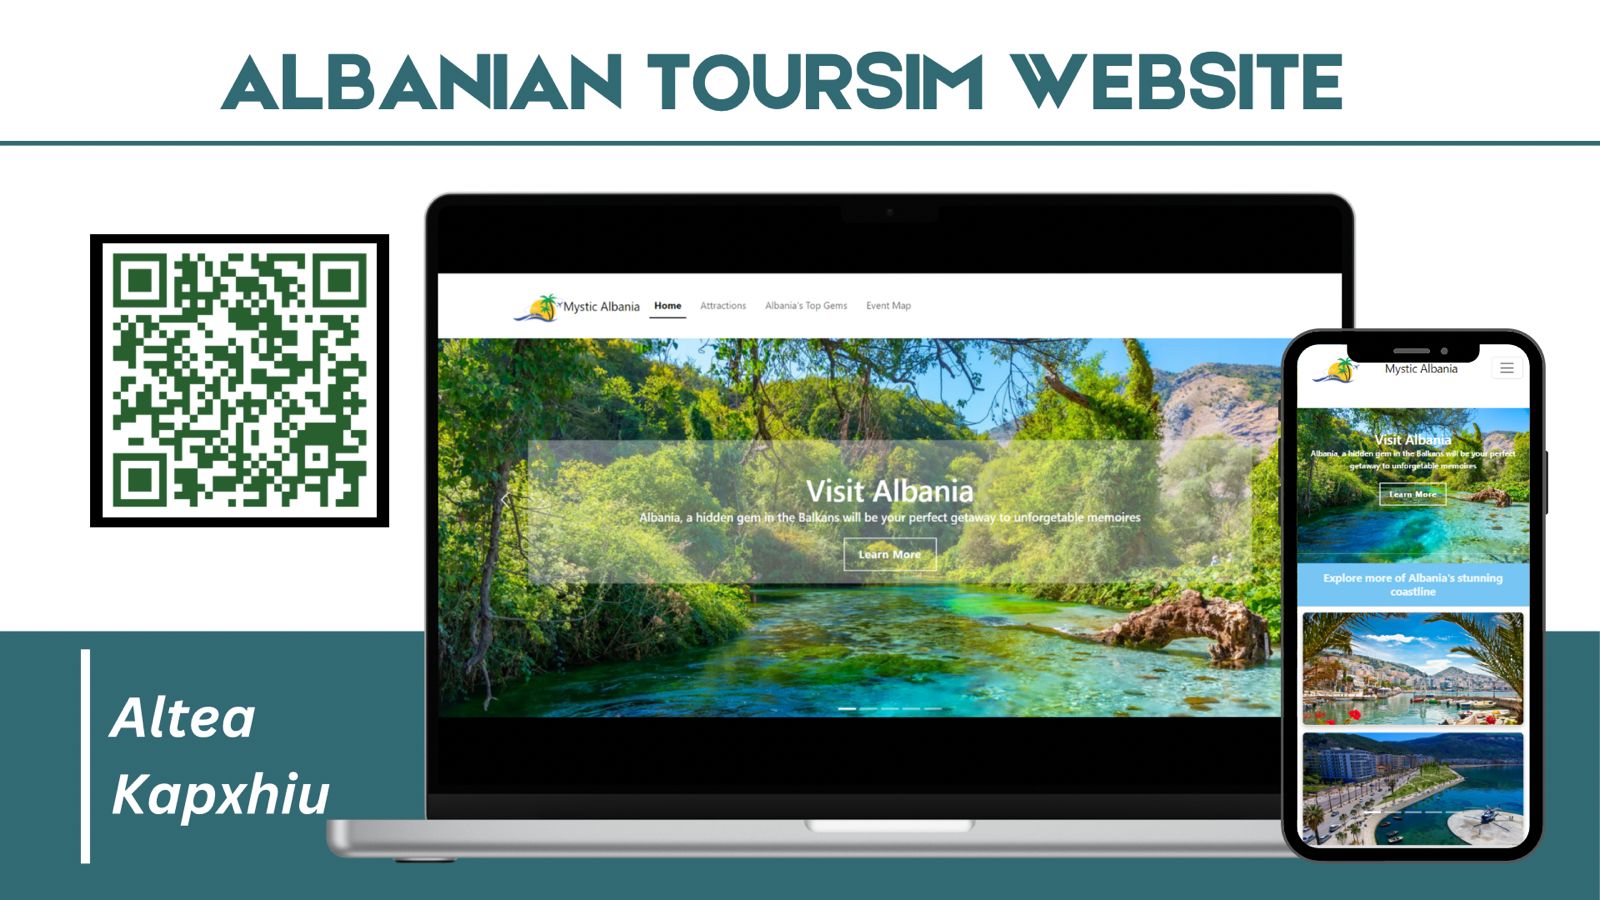 ALBANIAN TOURSIM WEBSITE
Mystic Albania Home Attractions Albania's Top Gems Event Map
Visit Albania
Albania, a hidden gem in the Balkans will be your perfect getaway to unforgetable memoires
Learn More
Mystic Albania
Visit Albania
Albania, a hidden gem in the Balkans will be your perfect
getaway to unforgetable memoires
Learn More
Explore more of Albania's stunning
coastline
Altea
Kapxhiu